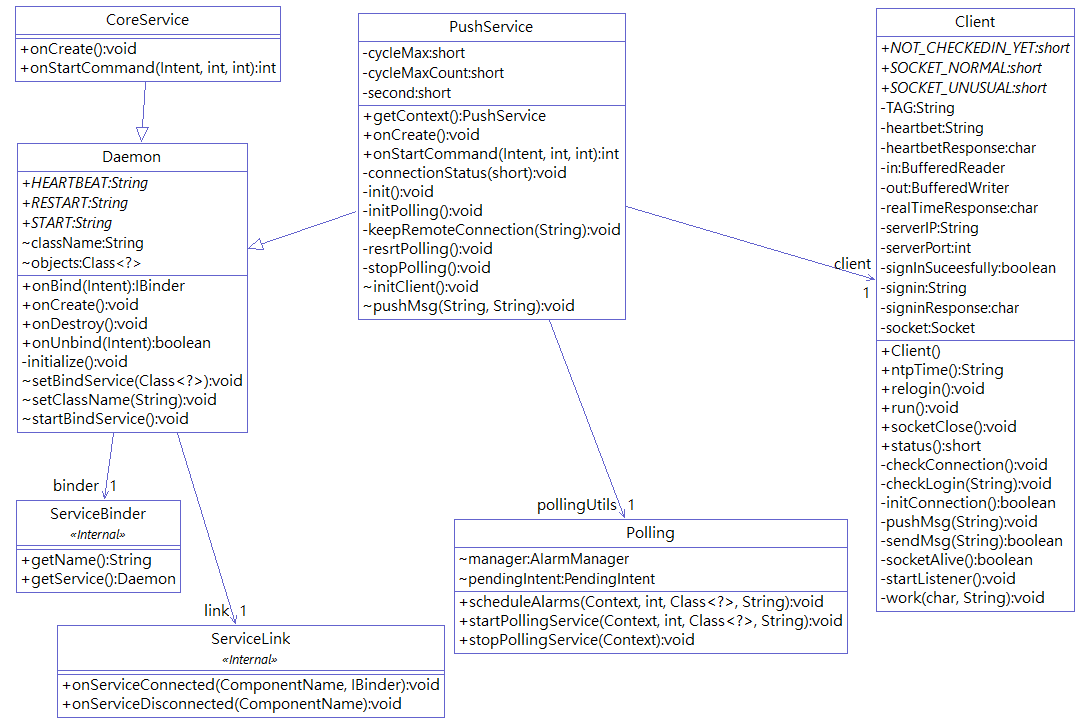 CoreService
+onCreate():void
+onStartCommand(Intent, int, int):int
Daemon
+HEARTBEAT:String
+RESTART:String
+START:String
~className:String
~objects:Class<?>
+onBind(Intent):IBinder
+onCreate():void
+onDestroy():void
+onUnbind(Intent):boolean
-initialize():void
~setBindService(Class<?>):void
~setClassName(String):void
~startBindService():void
binder 1
ServiceBinder
«Internal»
+getName():String
+getService():Daemon
link 1
ServiceLink
«Internal»
+onServiceConnected(ComponentName, IBinder):void
+onServiceDisconnected(ComponentName):void
PushService
-cycleMax:short
-cycleMaxCount:short
-second:short
+getContext():PushService
+onCreate():void
+onStartCommand(Intent, int, int):int
-connectionStatus(short):void
-init():void
-initPolling():void
-keepRemoteConnection(String):void
-resrtPolling():void
-stopPolling():void
~initClient():void
~pushMsg(String, String):void
pollingUtils 1
Polling
~manager:AlarmManager
~pendingIntent:PendingIntent
+scheduleAlarms(Context, int, Class<?>, String):void
+startPollingService(Context, int, Class<?>, String):void
+stopPollingService(Context):void
client
1
Client
+NOT_CHECKEDIN_YET:short
+SOCKET_NORMAL:short
+SOCKET_UNUSUAL:short
-TAG:String
-heartbet:String
-heartbetResponse:char
-in:BufferedReader
-out:BufferedWriter
-realTimeResponse:char
-serverIP:String
-serverPort:int
-signInSuceesfully:boolean
-signin:String
-signinResponse:char
-socket:Socket
+Client()
+ntpTime():String
+relogin():void
+run():void
+socketClose():void
+status():short
-checkConnection():void
-checkLogin(String):void
-initConnection():boolean
-pushMsg(String):void
-sendMsg(String):boolean
-socketAlive():boolean
-startListener():void
-work(char, String):void